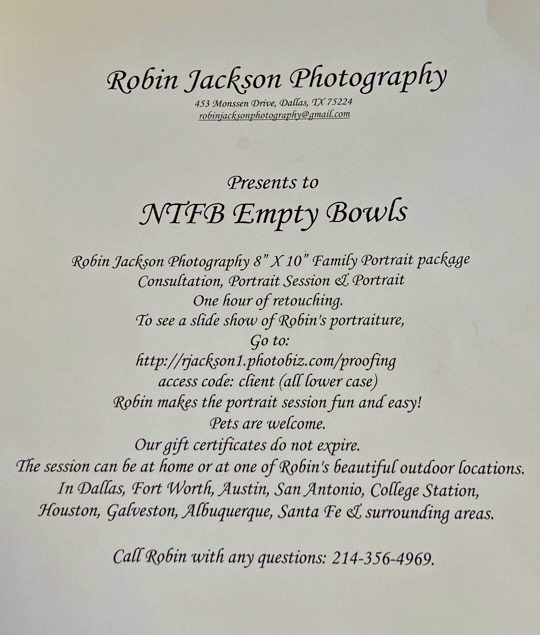 Robin Jackson Photography
453 Monssen Drive, Dallas, TX 75224
robinjacksonphotography@gmail.com
Presents to
NTFB Empty Bowls
Robin Jackson Photography 8” X 10” Family Portrait package
Consultation, Portrait Session & Portrait
One hour of retouching.
To see a slide show of Robin's portraiture,
Go to:
http://rjackson1.photobiz.com/proofing
access code: client (all lower case)
Robin makes the portrait session fun and easy!
Pets are welcome.
Our gift certificates do not expire.
The session can be at home or at one of Robin's beautiful outdoor locations.
In Dallas, Fort Worth, Austin, San Antonio, College Station,
Houston, Galveston, Albuquerque, Santa Fe & surrounding areas.
Call Robin with any questions: 214-356-4969.